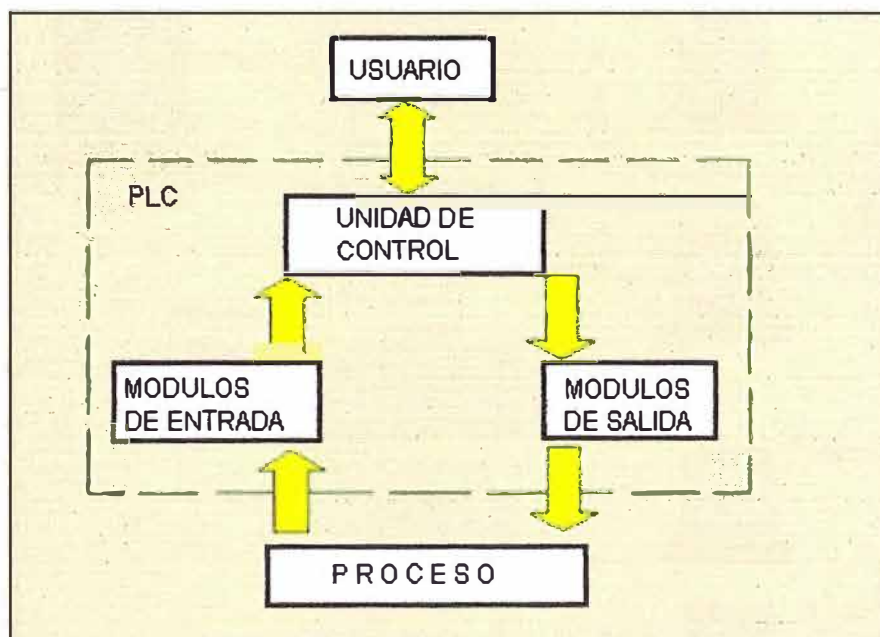 USUARIO
PLC
UNIDAD DE
CONTROL
MODULOS
DE ENTRADA
MODULOS
DE SALIDA
PROCESO